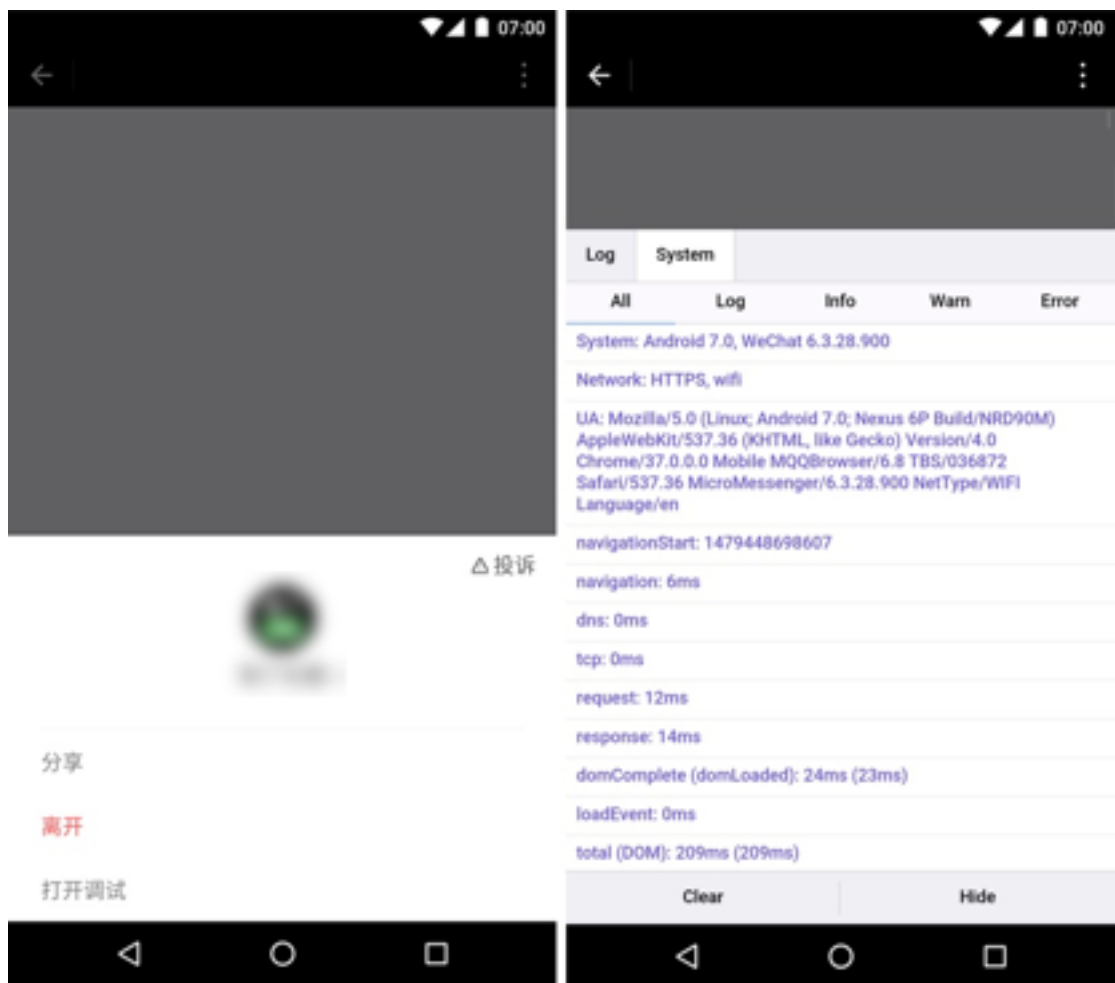 07:00
投诉
分享
离开
打开调试
07:00
Log System
All Log Info Warn Error
System: Android 7.0, WeChat 6.3.28.900
Network: HTTPS, wifi
UA: Mozilla/5.0 (Linux; Android 7.0; Nexus 6P Build/NRD90M)
AppleWebKit/537.36 (KHTML, like Gecko) Version/4.0
Chrome/37.0.0.0 Mobile MQQBrowser/6.8 TBS/036872
Safari/537.36 MicroMessenger/6.3.28.900 NetType/WIFI
Language/en
navigationStart: 1479448698607
navigation: 6ms
dns: 0ms
tcp: 0ms
request: 12ms
response: 14ms
domComplete (domLoaded): 24ms (23ms)
loadEvent: 0ms
total (DOM): 209ms (209ms)
Clear Hide